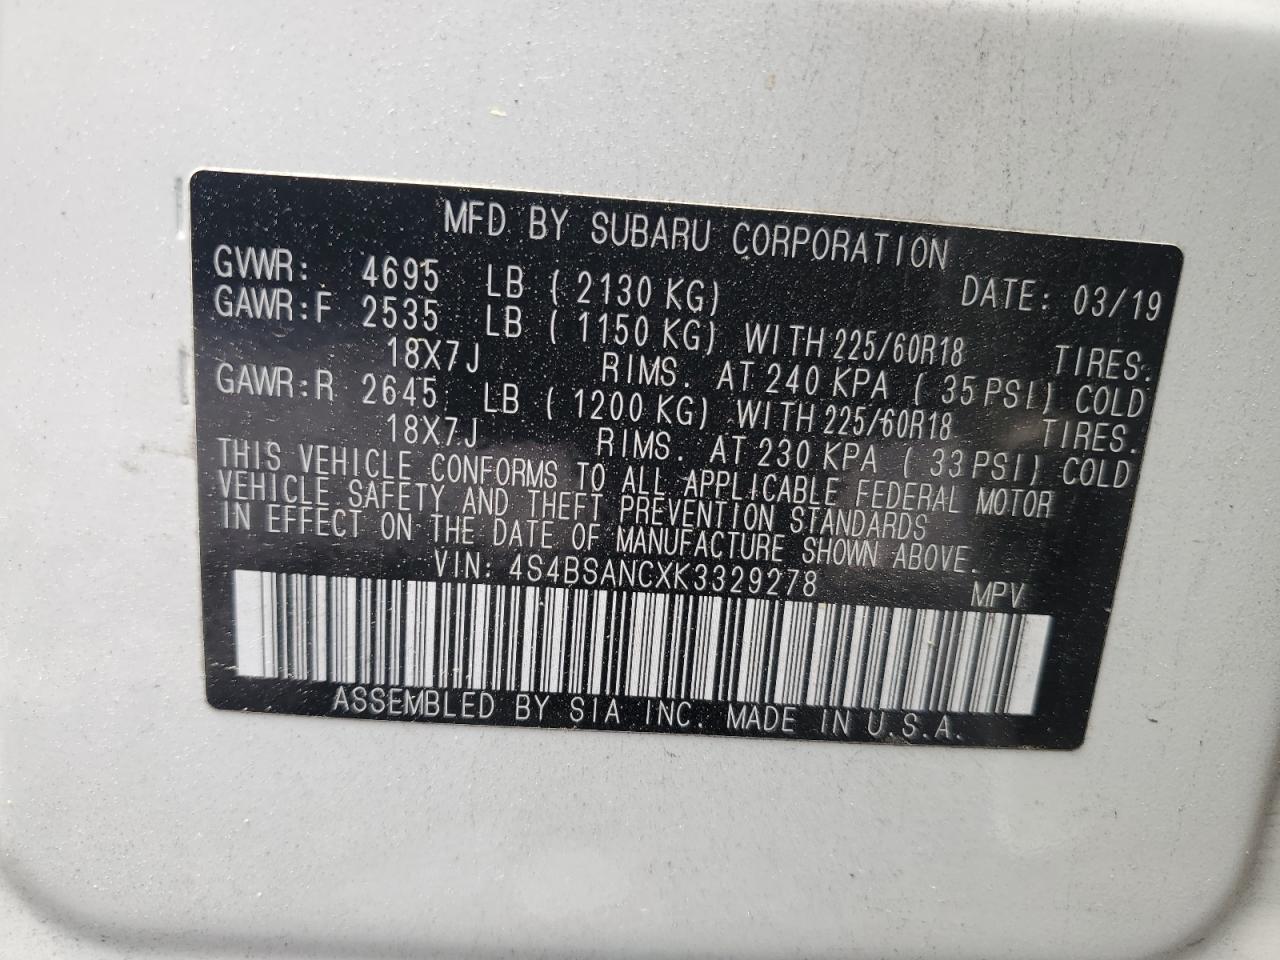 MFD BY SUBARU CORPORATION
GVWR: 4695 LB ( 2130 KG) DATE: 03/19
GAWR:F 2535 LB ( 1150 KG) WITH 225/60R18 TIRES.
18X7J RIMS. AT 240 KPA ( 35 PSI) COLD
GAWR:R 2645 LB ( 1200 KG) WITH 225/60R18 TIRES.
18X7J RIMS. AT 230 KPA ( 33 PSI) COLD
THIS VEHICLE CONFORMS TO ALL APPLICABLE FEDERAL MOTOR
VEHICLE SAFETY AND THEFT PREVENTION STANDARDS
IN EFFECT ON THE DATE OF MANUFACTURE SHOWN ABOVE.
VIN: 4S4BSANCXK3329278 MPV
ASSEMBLED BY SIA INC. MADE IN U.S.A.